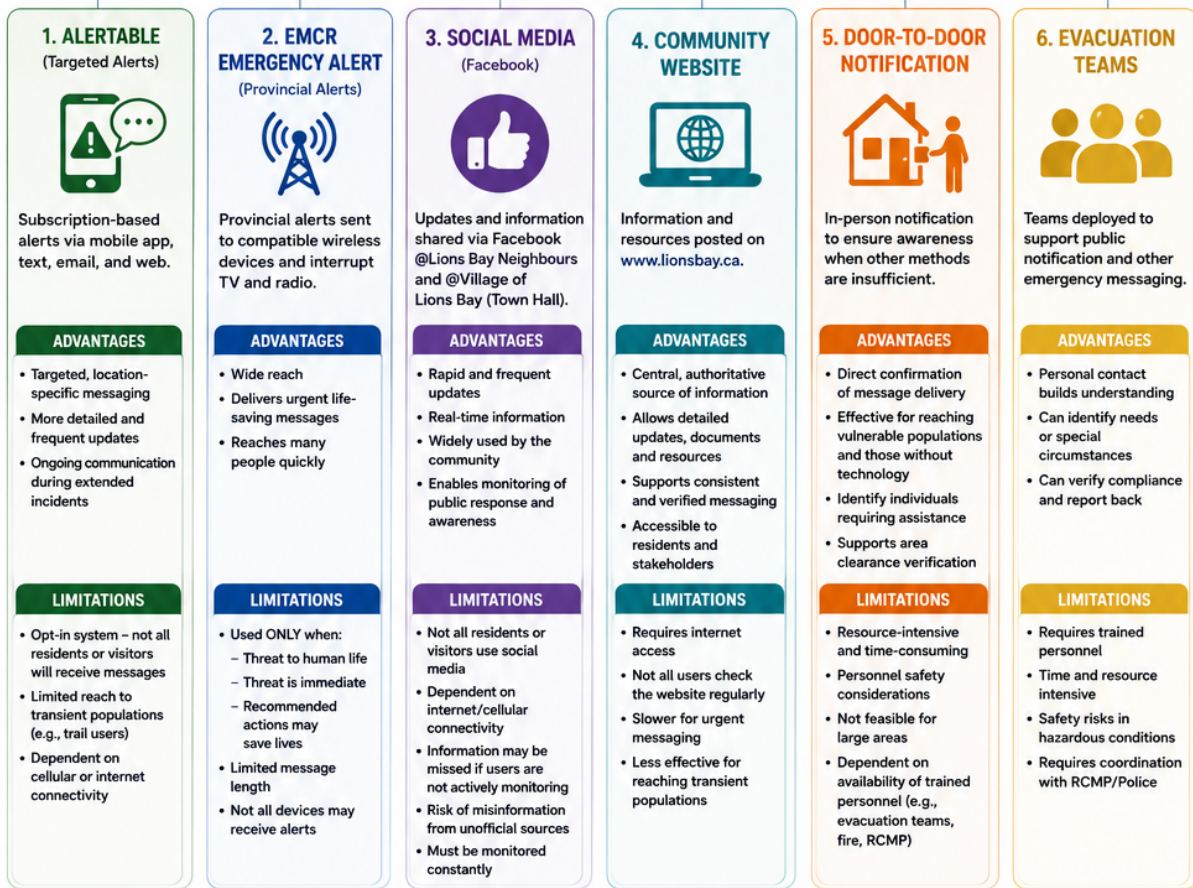 1. ALERTABLE
(Targeted Alerts)
Subscription-based
alerts via mobile app,
text, email, and web.
ADVANTAGES
• Targeted, location-
specific messaging
• More detailed and
frequent updates
• Ongoing communication
during extended
incidents
LIMITATIONS
• Opt-in system – not all
residents or visitors
will receive messages
• Limited reach to
transient populations
(e.g., trail users)
• Dependent on
cellular or internet
connectivity
2. EMCR
EMERGENCY ALERT
(Provincial Alerts)
Provincial alerts sent
to compatible wireless
devices and interrupt
TV and radio.
ADVANTAGES
• Wide reach
• Delivers urgent life-
saving messages
• Reaches many
people quickly
LIMITATIONS
• Used ONLY when:
– Threat to human life
– Threat is immediate
– Recommended
actions may
save lives
• Limited message
length
• Not all devices may
receive alerts
3. SOCIAL MEDIA
(Facebook)
Updates and information
shared via Facebook
@Lions Bay Neighbours
and @Village of
Lions Bay (Town Hall).
ADVANTAGES
• Rapid and frequent
updates
• Real-time information
• Widely used by the
community
• Enables monitoring of
public response and
awareness
LIMITATIONS
• Not all residents or
visitors use social
media
• Dependent on
internet/cellular
connectivity
• Information may be
missed if users are
not actively monitoring
• Risk of misinformation
from unofficial sources
• Must be monitored
constantly
4. COMMUNITY
WEBSITE
Information and
resources posted on
www.lionsbay.ca.
ADVANTAGES
• Central, authoritative
source of information
• Allows detailed
updates, documents
and resources
• Supports consistent
and verified messaging
• Accessible to
residents and
stakeholders
LIMITATIONS
• Requires internet
access
• Not all users check
the website regularly
• Slower for urgent
messaging
• Less effective for
reaching transient
populations
5. DOOR-TO-DOOR
NOTIFICATION
In-person notification
to ensure awareness
when other methods
are insufficient.
ADVANTAGES
• Direct confirmation
of message delivery
• Effective for reaching
vulnerable populations
and those without
technology
• Identify individuals
requiring assistance
• Supports area
clearance verification
LIMITATIONS
• Resource-intensive
and time-consuming
• Personnel safety
considerations
• Not feasible for
large areas
• Dependent on
availability of trained
personnel (e.g.,
evacuation teams,
fire, RCMP)
6. EVACUATION
TEAMS
Teams deployed to
support public
notification and other
emergency messaging.
ADVANTAGES
• Personal contact
builds understanding
• Can identify needs
or special
circumstances
• Can verify compliance
and report back
LIMITATIONS
• Requires trained
personnel
• Time and resource
intensive
• Safety risks in
hazardous conditions
• Requires coordination
with RCMP/Police